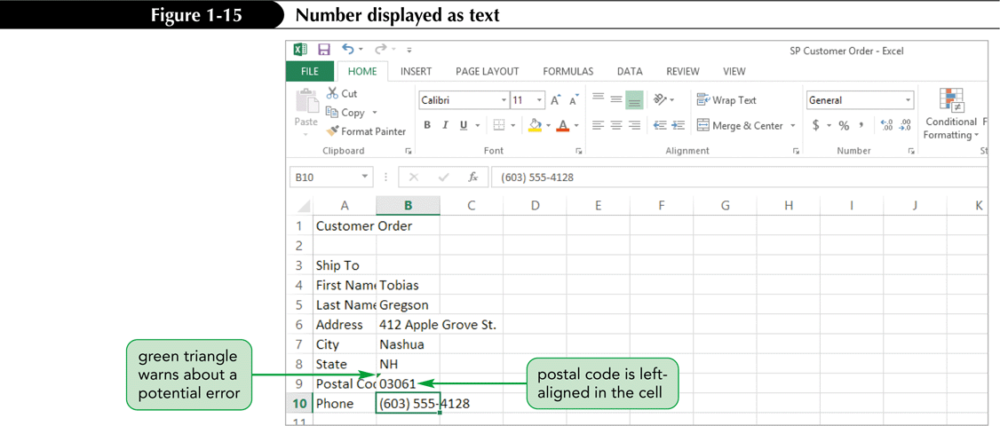 Figure 1-15 Number displayed as text
SP Customer Order - Excel
FILE HOME INSERT PAGE LAYOUT FORMULAS DATA REVIEW VIEW
Cut
Calibri 11 A A Wrap Text General
Copy
Paste
B I U A Merge & Center $ % , .00 .00 Conditional F
Format Painter Formatting
Clipboard Font Alignment Number St
B10 fx (603) 555-4128
A B C D E F G H I J K
1 Customer Order
2
3 Ship To
4 First Name Tobias
5 Last Name Gregson
6 Address 412 Apple Grove St.
7 City Nashua
8 State NH
9 Postal Co 03061
10 Phone (603) 555-4128
11
green triangle
warns about a
potential error
postal code is left-
aligned in the cell